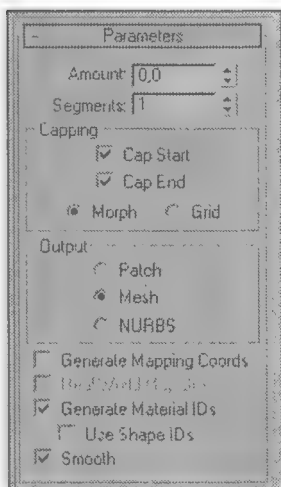 - Parameters
Amount: 0,0
Segments: 1
Capping
Cap Start
Cap End
Morph Grid
Output
Patch
Mesh
NURBS
Generate Mapping Coords
Generate Material IDs
Use Shape IDs
Smooth